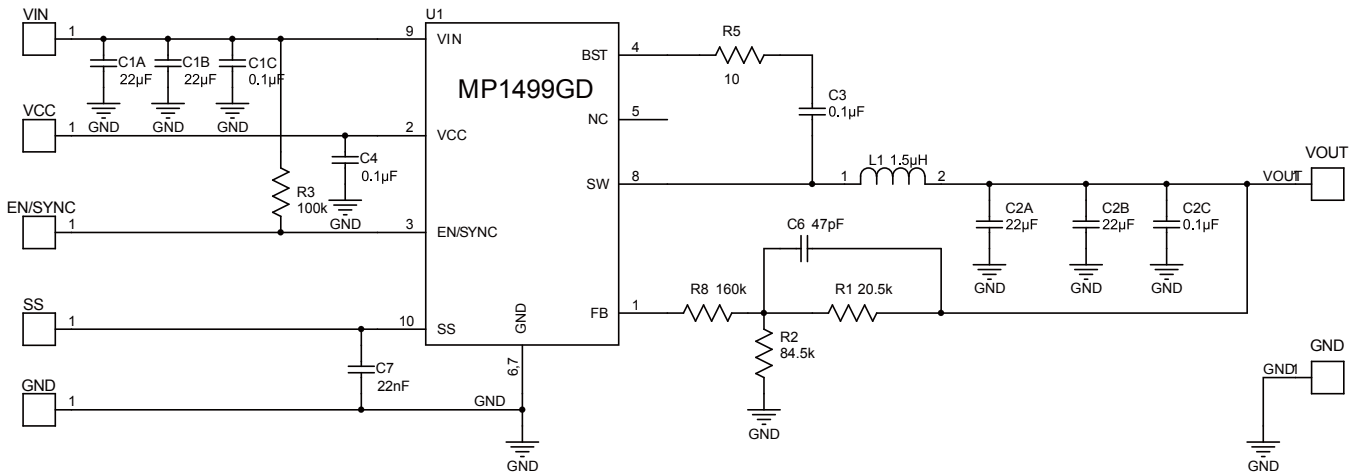 VIN
1
C1A
22µF
GND
C1B
22µF
GND
C1C
0.1µF
GND
VCC
1
C4
0.1µF
GND
R3
100k
EN/SYNC
1
SS
1
C7
22nF
GND
1
GND
GND
U1
MP1499GD
9
VIN
2
VCC
3
EN/SYNC
10
SS
GND
6,7
BST
4
NC
5
SW
8
FB
1
R5
10
C3
0.1µF
L1 1.5µH
1
2
C6 47pF
R8 160k
R1 20.5k
R2
84.5k
GND
C2A
22µF
GND
C2B
22µF
GND
C2C
0.1µF
GND
VOUT
VOUT
1
GND
GND
1
GND